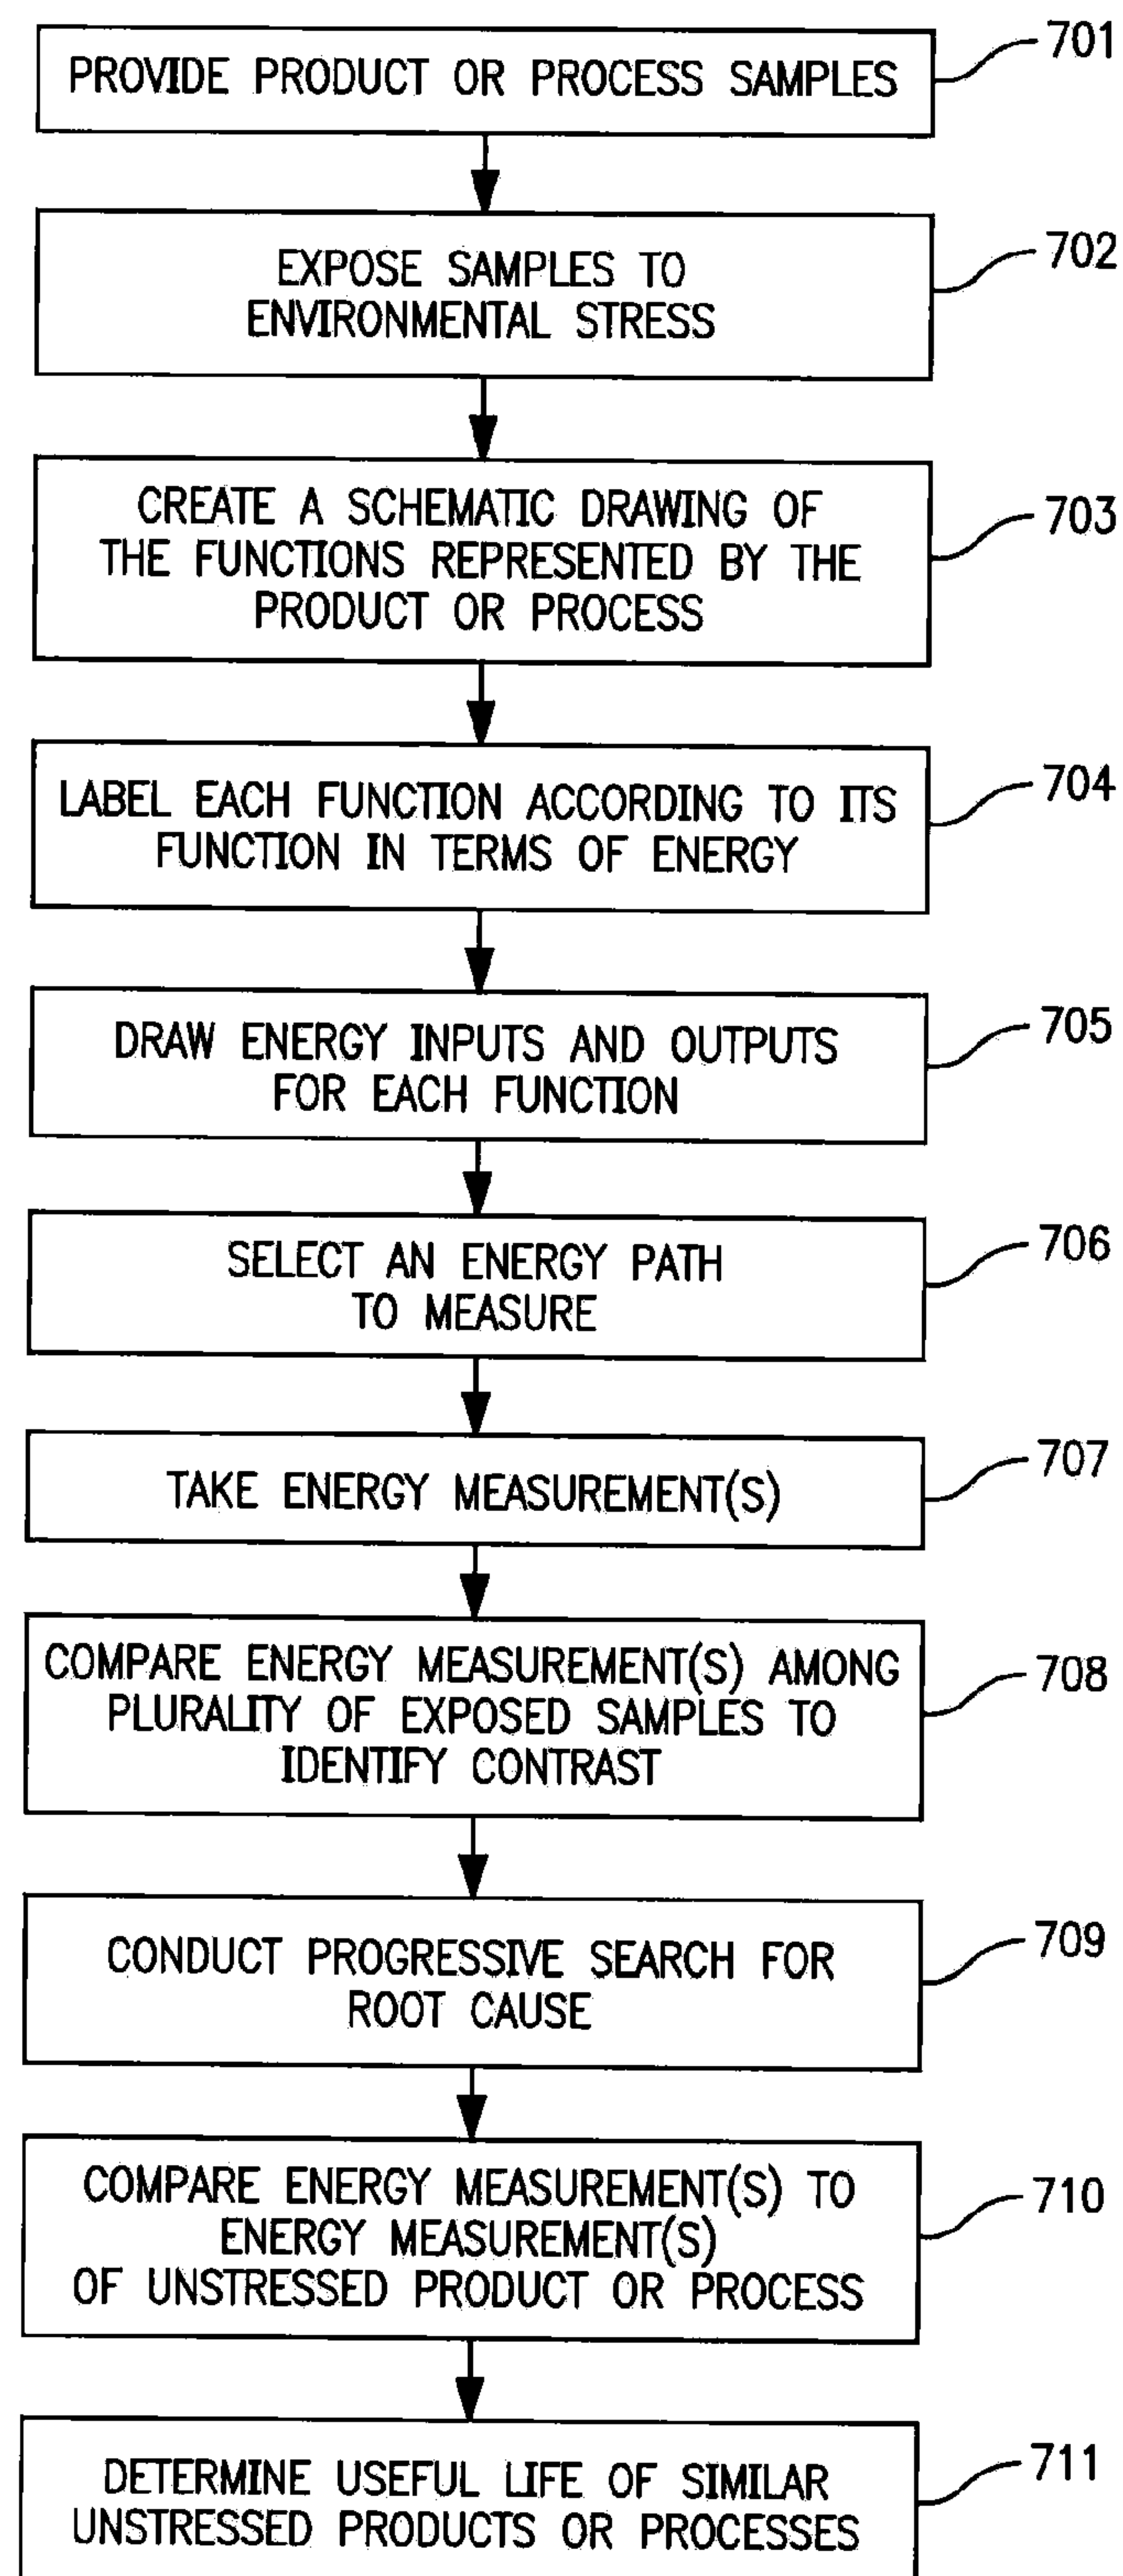 701
PROVIDE PRODUCT OR PROCESS SAMPLES
702
EXPOSE SAMPLES TO
ENVIRONMENTAL STRESS
703
CREATE A SCHEMATIC DRAWING OF
THE FUNCTIONS REPRESENTED BY THE
PRODUCT OR PROCESS
704
LABEL EACH FUNCTION ACCORDING TO ITS
FUNCTION IN TERMS OF ENERGY
705
DRAW ENERGY INPUTS AND OUTPUTS
FOR EACH FUNCTION
706
SELECT AN ENERGY PATH
TO MEASURE
707
TAKE ENERGY MEASUREMENT(S)
708
COMPARE ENERGY MEASUREMENT(S) AMONG
PLURALITY OF EXPOSED SAMPLES TO
IDENTIFY CONTRAST
709
CONDUCT PROGRESSIVE SEARCH FOR
ROOT CAUSE
710
COMPARE ENERGY MEASUREMENT(S) TO
ENERGY MEASUREMENT(S)
OF UNSTRESSED PRODUCT OR PROCESS
711
DETERMINE USEFUL LIFE OF SIMILAR
UNSTRESSED PRODUCTS OR PROCESSES